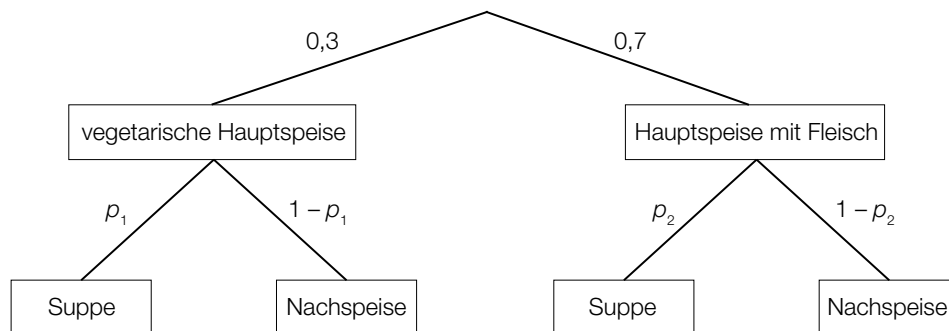 0,3 0,7
vegetarische Hauptspeise Hauptspeise mit Fleisch
p₁ 1 – p₁ p₂ 1 – p₂
Suppe Nachspeise Suppe Nachspeise